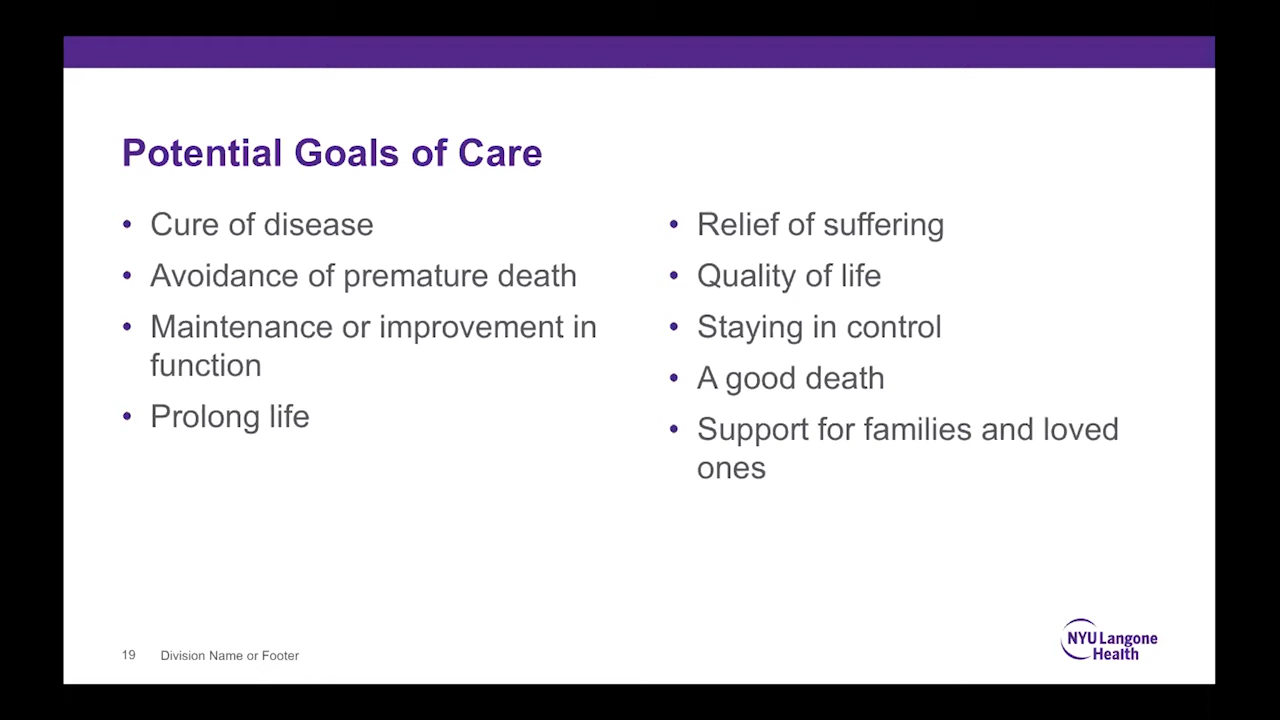 Potential Goals of Care
• Cure of disease
• Avoidance of premature death
• Maintenance or improvement in
function
• Prolong life
• Relief of suffering
• Quality of life
• Staying in control
• A good death
• Support for families and loved
ones
19 Division Name or Footer
NYU Langone
Health